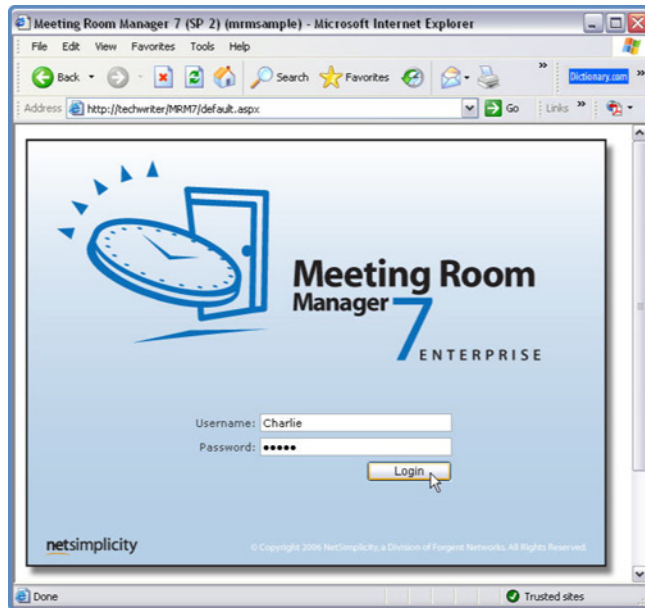 Meeting Room Manager 7 (SP 2) (mrmsample) - Microsoft Internet Explorer
File Edit View Favorites Tools Help
Back Search Favorites Dictionary.com
Address http://techwriter/MRM7/default.aspx Go Links
Meeting Room
Manager 7
ENTERPRISE
Username: Charlie
Password: •••••
Login
netsimplicity © Copyright 2006 NetSimplicity, a Division of Forgent Networks, All Rights Reserved.
Done Trusted sites